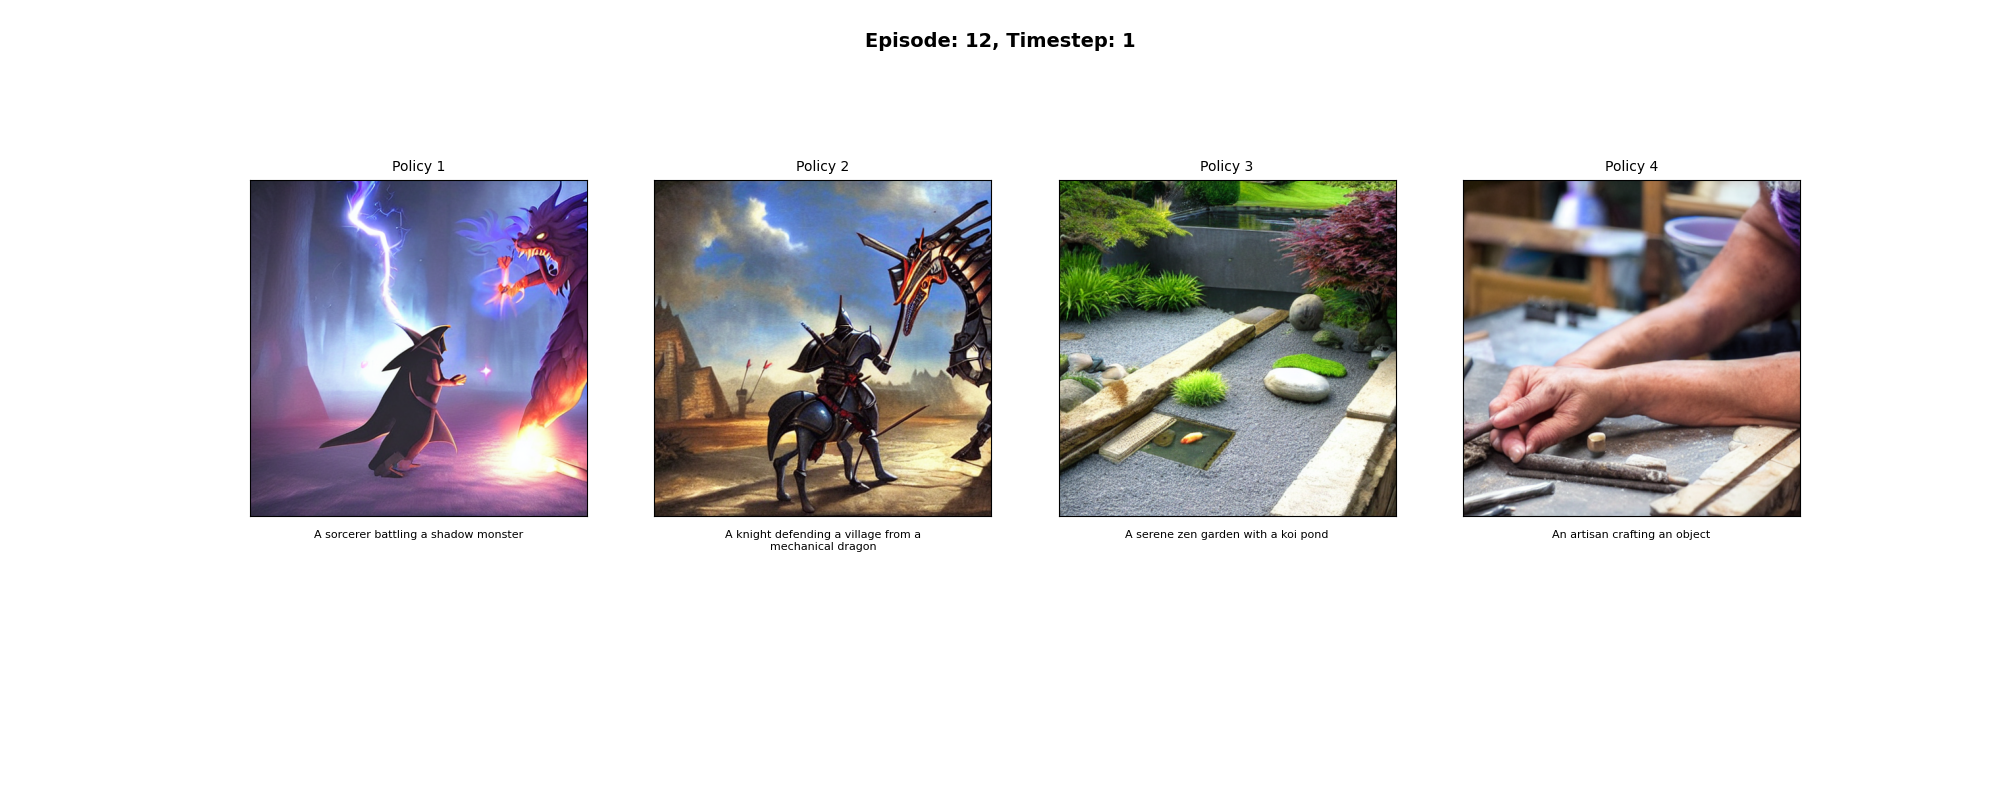 Episode: 12, Timestep: 1
Policy 1
Policy 2
Policy 3
Policy 4
A sorcerer battling a shadow monster
A knight defending a village from a
mechanical dragon
A serene zen garden with a koi pond
An artisan crafting an object